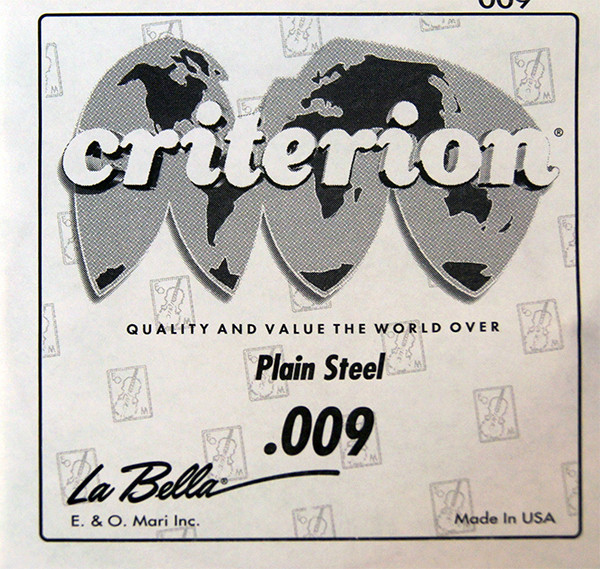 009
criterion®
QUALITY AND VALUE THE WORLD OVER
Plain Steel
.009
La Bella®
E. & O. Mari Inc.
Made In USA